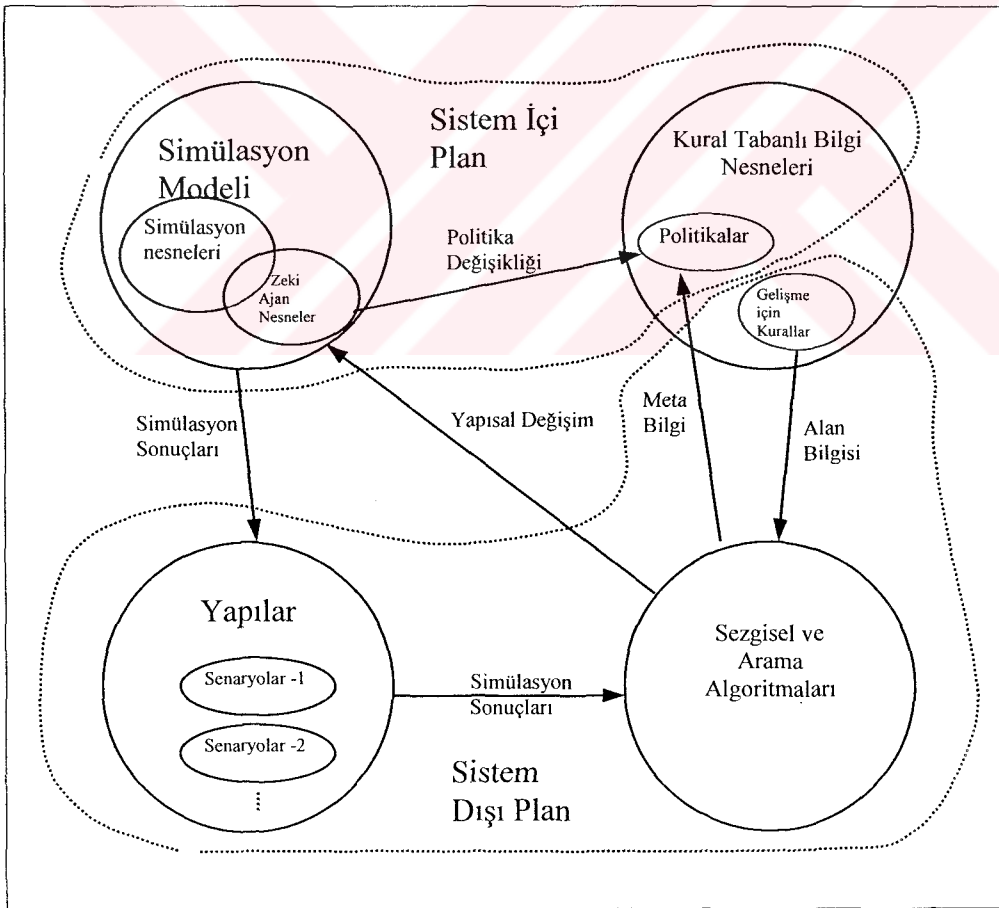 Sistem İçi
Plan
Simülasyon
Modeli
Simülasyon
nesneleri
Zeki
Ajan
Nesneler
Kural Tabanlı Bilgi
Nesneleri
Politikalar
Gelişme
için
Kurallar
Politika
Değişikliği
Simülasyon
Sonuçları
Yapısal Değişim
Meta
Bilgi
Alan
Bilgisi
Yapılar
Senaryolar -1
Senaryolar -2
Simülasyon
Sonuçları
Sezgisel ve
Arama
Algoritmaları
Sistem
Dışı Plan